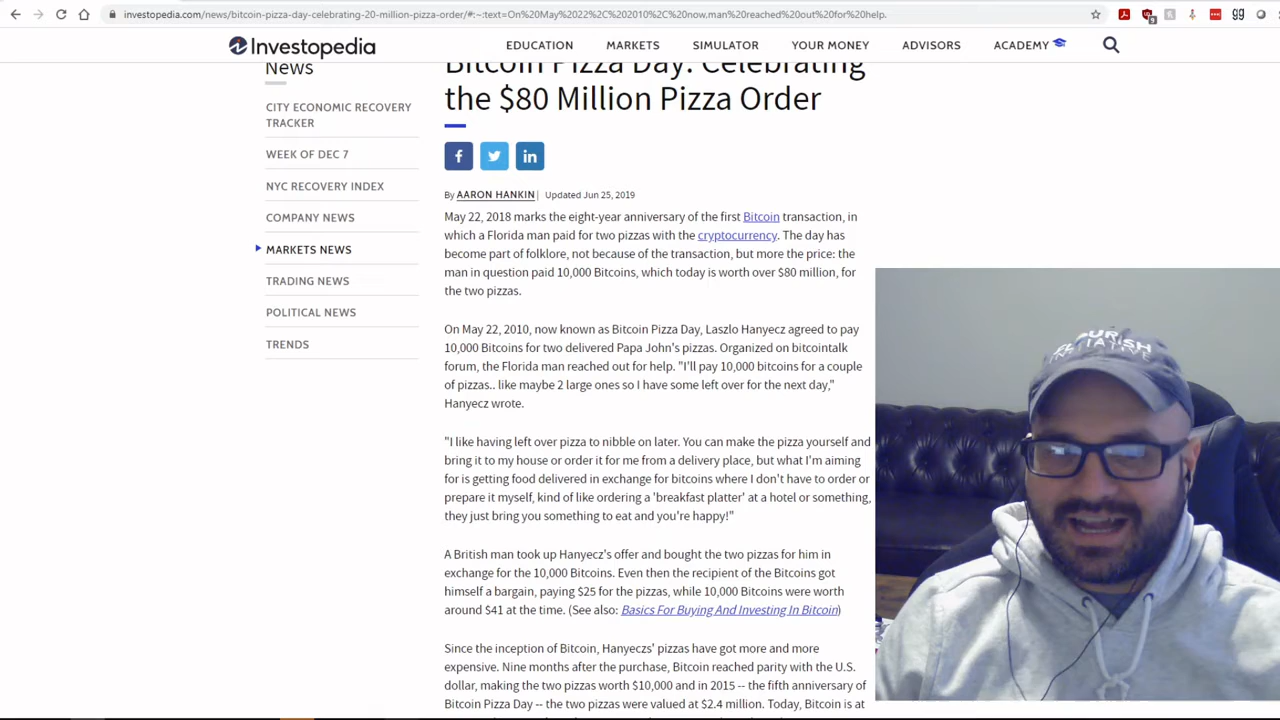 investopedia.com/news/bitcoin-pizza-day-celebrating-20-million-pizza-order/#:~:text=On%20May%2022%2C%202010%2C%20now,man%20reached%20out%20for%20help.
9
Investopedia
EDUCATION
MARKETS
SIMULATOR
YOUR MONEY
ADVISORS
ACADEMY
News
CITY ECONOMIC RECOVERY
TRACKER
WEEK OF DEC 7
NYC RECOVERY INDEX
COMPANY NEWS
MARKETS NEWS
TRADING NEWS
POLITICAL NEWS
TRENDS
Bitcoin Pizza Day: Celebrating
the $80 Million Pizza Order
By AARON HANKIN | Updated Jun 25, 2019
May 22, 2018 marks the eight-year anniversary of the first Bitcoin transaction, in
which a Florida man paid for two pizzas with the cryptocurrency. The day has
become part of folklore, not because of the transaction, but more the price: the
man in question paid 10,000 Bitcoins, which today is worth over $80 million, for
the two pizzas.
On May 22, 2010, now known as Bitcoin Pizza Day, Laszlo Hanyecz agreed to pay
10,000 Bitcoins for two delivered Papa John's pizzas. Organized on bitcointalk
forum, the Florida man reached out for help. "I'll pay 10,000 bitcoins for a couple
of pizzas.. like maybe 2 large ones so I have some left over for the next day,"
Hanyecz wrote.
"I like having left over pizza to nibble on later. You can make the pizza yourself and
bring it to my house or order it for me from a delivery place, but what I'm aiming
for is getting food delivered in exchange for bitcoins where I don't have to order or
prepare it myself, kind of like ordering a 'breakfast platter' at a hotel or something,
they just bring you something to eat and you're happy!"
A British man took up Hanyecz's offer and bought the two pizzas for him in
exchange for the 10,000 Bitcoins. Even then the recipient of the Bitcoins got
himself a bargain, paying $25 for the pizzas, while 10,000 Bitcoins were worth
around $41 at the time. (See also: Basics For Buying And Investing In Bitcoin)
Since the inception of Bitcoin, Hanyeczs' pizzas have got more and more
expensive. Nine months after the purchase, Bitcoin reached parity with the U.S.
dollar, making the two pizzas worth $10,000 and in 2015 -- the fifth anniversary of
Bitcoin Pizza Day -- the two pizzas were valued at $2.4 million. Today, Bitcoin is at